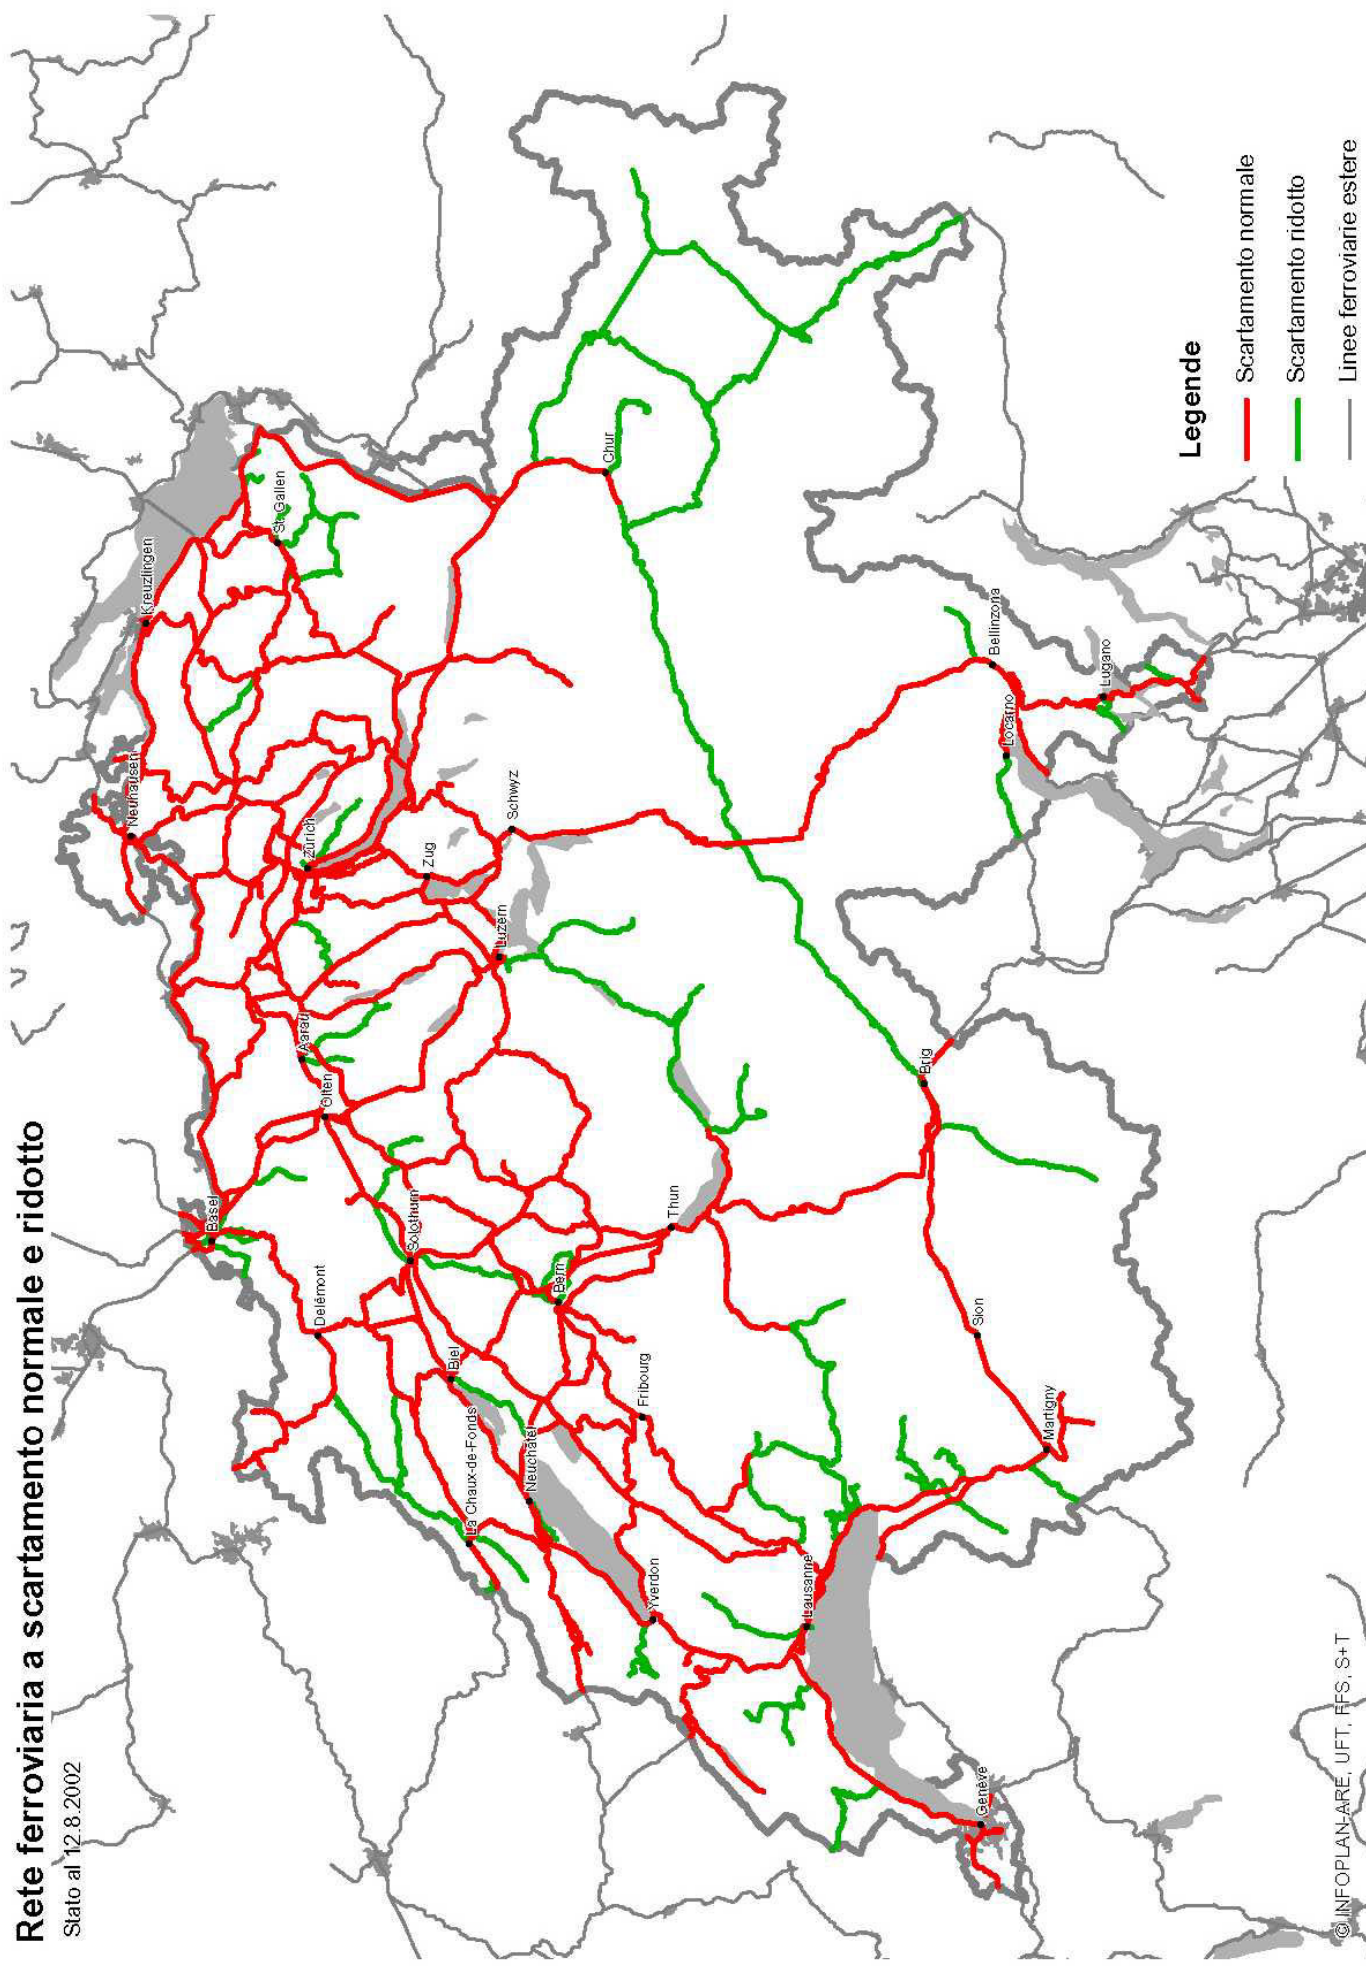 Rete ferroviaria a scartamento normale e ridotto
Stato al 12.8.2002
Neuhausen
Kreuzlingen
Basel
St. Gallen
Zürich
Aarau
Olten
Delémont
Solothurn
Zug
Biel
La Chaux-de-Fonds
Luzern
Schwyz
Neuchâtel
Bern
Chur
Fribourg
Yverdon
Thun
Lausanne
Brig
Sion
Genève
Bellinzona
Locarno
Martigny
Lugano
Legende
Scartamento normale
Scartamento ridotto
Linee ferroviarie estere
© INFOPLAN-ARE, UFT, FFS, S+T